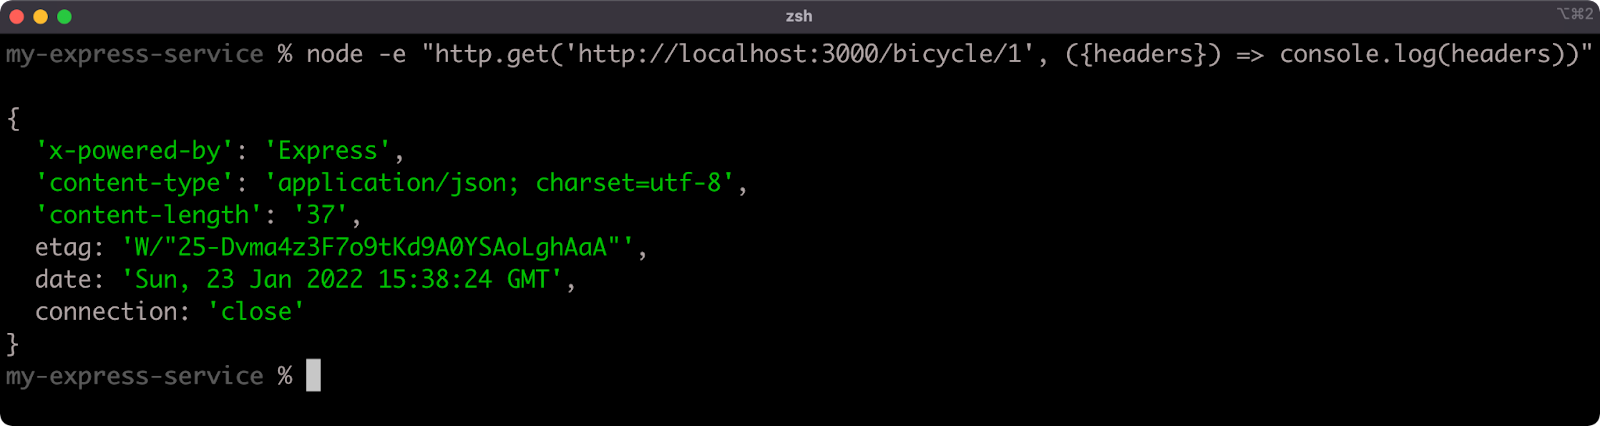 zsh
⌥⌘2
my-express-service % node -e "http.get('http://localhost:3000/bicycle/1', ({headers}) => console.log(headers))"
{
  'x-powered-by': 'Express',
  'content-type': 'application/json; charset=utf-8',
  'content-length': '37',
  etag: 'W/"25-Dvma4z3F7o9tKd9A0YSAoLghAaA"',
  date: 'Sun, 23 Jan 2022 15:38:24 GMT',
  connection: 'close'
}
my-express-service %